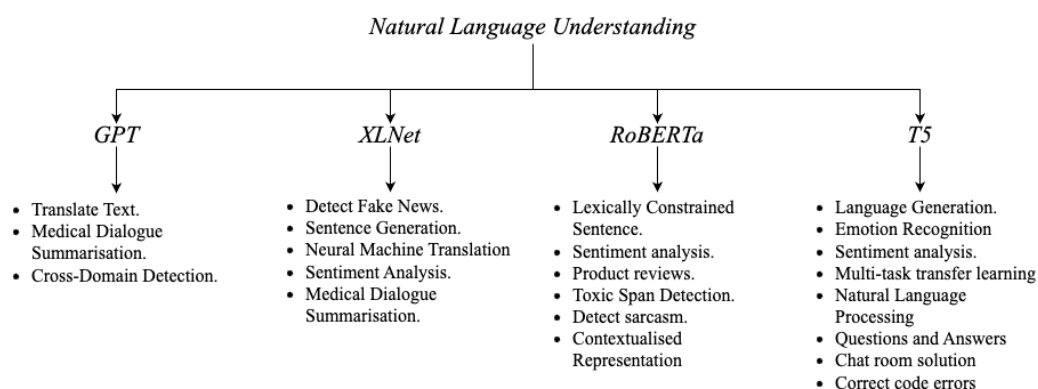 Natural Language Understanding
GPT
• Translate Text.
• Medical Dialogue
Summarisation.
• Cross-Domain Detection.
XLNet
• Detect Fake News.
• Sentence Generation.
• Neural Machine Translation
• Sentiment Analysis.
• Medical Dialogue
Summarisation.
RoBERTa
• Lexically Constrained
Sentence.
• Sentiment analysis.
• Product reviews.
• Toxic Span Detection.
• Detect sarcasm.
• Contextualised
Representation
T5
• Language Generation.
• Emotion Recognition
• Sentiment analysis.
• Multi-task transfer learning
• Natural Language
Processing
• Questions and Answers
• Chat room solution
• Correct code errors